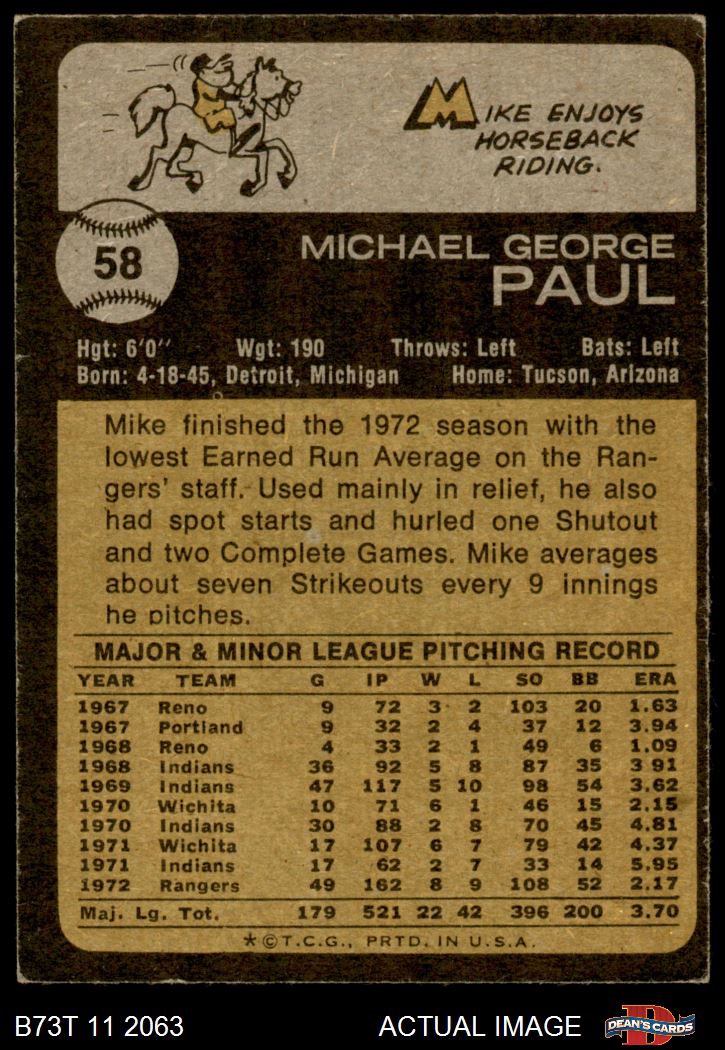 MIKE ENJOYS
HORSEBACK
RIDING.
58
MICHAEL GEORGE
PAUL
Hgt: 6'0" Wgt: 190 Throws: Left Bats: Left
Born: 4-18-45, Detroit, Michigan Home: Tucson, Arizona
Mike finished the 1972 season with the
lowest Earned Run Average on the Ran-
gers' staff. Used mainly in relief, he also
had spot starts and hurled one Shutout
and two Complete Games. Mike averages
about seven Strikeouts every 9 innings
he pitches.
MAJOR & MINOR LEAGUE PITCHING RECORD
YEAR TEAM G IP W L SO BB ERA
1967 Reno 9 72 3 2 103 20 1.63
1967 Portland 9 32 2 4 37 12 3.94
1968 Reno 4 33 2 1 49 6 1.09
1968 Indians 36 92 5 8 87 35 3.91
1969 Indians 47 117 5 10 98 54 3.62
1970 Wichita 10 71 6 1 46 15 2.15
1970 Indians 30 88 2 8 70 45 4.81
1971 Wichita 17 107 6 7 79 42 4.37
1971 Indians 17 62 2 7 33 14 5.95
1972 Rangers 49 162 8 9 108 52 2.17
Maj. Lg. Tot. 179 521 22 42 396 200 3.70
*©T.C.G., PRTD. IN U.S.A.
B73T 11 2063 ACTUAL IMAGE
D
DEAN'S CARDS